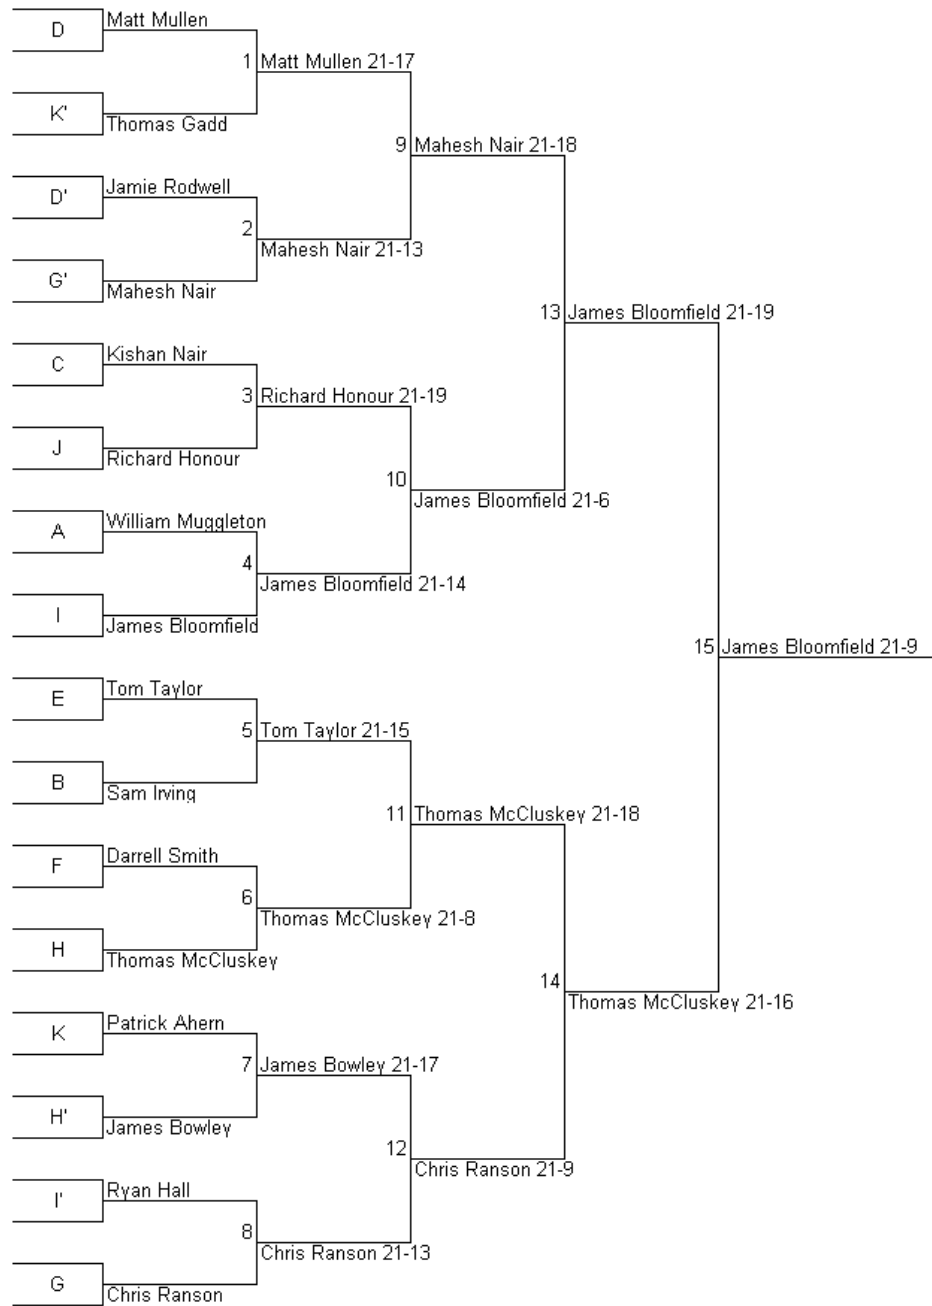 D
Matt Mullen
1
Matt Mullen 21-17
K'
Thomas Gadd
9
Mahesh Nair 21-18
D'
Jamie Rodwell
2
Mahesh Nair 21-13
G'
Mahesh Nair
13
James Bloomfield 21-19
C
Kishan Nair
3
Richard Honour 21-19
J
Richard Honour
10
James Bloomfield 21-6
A
William Muggleton
4
James Bloomfield 21-14
I
James Bloomfield
15
James Bloomfield 21-9
E
Tom Taylor
5
Tom Taylor 21-15
B
Sam Irving
11
Thomas McCluskey 21-18
F
Darrell Smith
6
Thomas McCluskey 21-8
H
Thomas McCluskey
14
Thomas McCluskey 21-16
K
Patrick Ahern
7
James Bowley 21-17
H'
James Bowley
12
Chris Ranson 21-9
I'
Ryan Hall
8
Chris Ranson 21-13
G
Chris Ranson